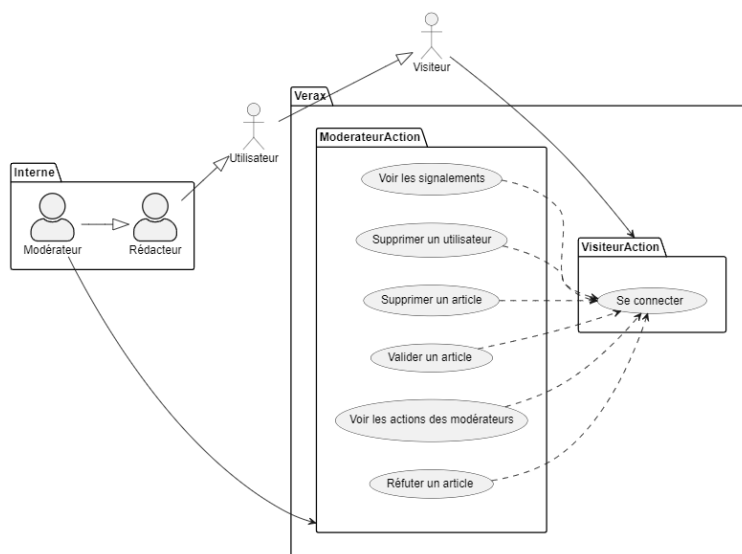 Visiteur
Verax
Utilisateur
ModerateurAction
Interne
Voir les signalements
Modérateur
Rédacteur
Supprimer un utilisateur
VisiteurAction
Supprimer un article
Se connecter
Valider un article
Voir les actions des modérateurs
Réfuter un article